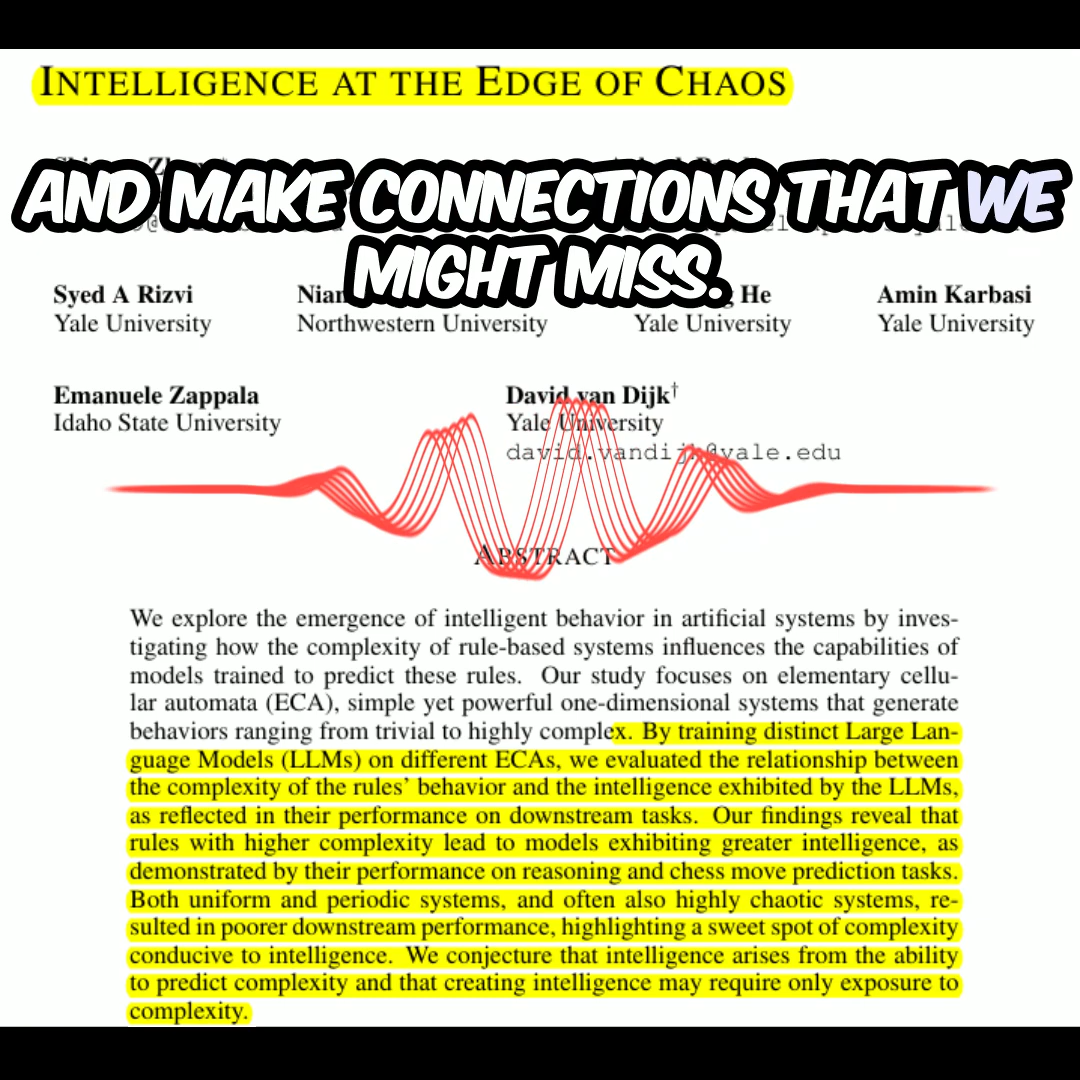 INTELLIGENCE AT THE EDGE OF CHAOS
AND MAKE CONNECTIONS THAT WE
MIGHT MISS.
Syed A Rizvi
Yale University
Northwestern University
He
Yale University
Amin Karbasi
Yale University
Emanuele Zappala
Idaho State University
David van Dijk†
Yale University
david.vandijk@yale.edu
ABSTRACT
We explore the emergence of intelligent behavior in artificial systems by inves-
tigating how the complexity of rule-based systems influences the capabilities of
models trained to predict these rules. Our study focuses on elementary cellu-
lar automata (ECA), simple yet powerful one-dimensional systems that generate
behaviors ranging from trivial to highly complex. By training distinct Large Lan-
guage Models (LLMs) on different ECAs, we evaluated the relationship between
the complexity of the rules' behavior and the intelligence exhibited by the LLMs,
as reflected in their performance on downstream tasks. Our findings reveal that
rules with higher complexity lead to models exhibiting greater intelligence, as
demonstrated by their performance on reasoning and chess move prediction tasks.
Both uniform and periodic systems, and often also highly chaotic systems, re-
sulted in poorer downstream performance, highlighting a sweet spot of complexity
conducive to intelligence. We conjecture that intelligence arises from the ability
to predict complexity and that creating intelligence may require only exposure to
complexity.